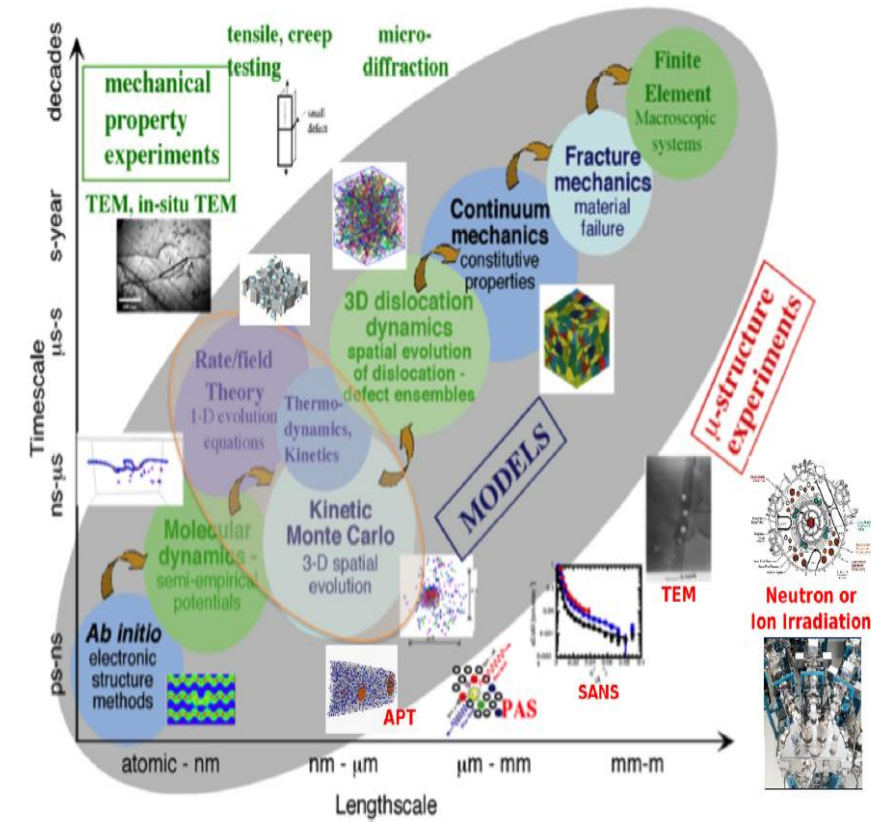 tensile, creep
testing
micro-
diffraction
decades
mechanical
property
experiments
small
defect
Finite
Element
Macroscopic
systems
Fracture
mechanics
material
failure
TEM, in-situ TEM
s-year
Continuum
mechanics
constitutive
properties
3D dislocation
dynamics
spatial evolution
of dislocation -
defect ensembles
μs-s
Timescale
Rate/field
Theory
1-D evolution
equations
Thermo-
dynamics,
Kinetics
μ-structure
experiments
MODELS
ns-μs
Molecular
dynamics -
semi-empirical
potentials
Kinetic
Monte Carlo
3-D spatial
evolution
TEM
Neutron or
Ion Irradiation
Ab initio
electronic
structure
methods
ps-ns
APT
PAS
SANS
atomic - nm
nm - μm
μm - mm
mm-m
Lengthscale